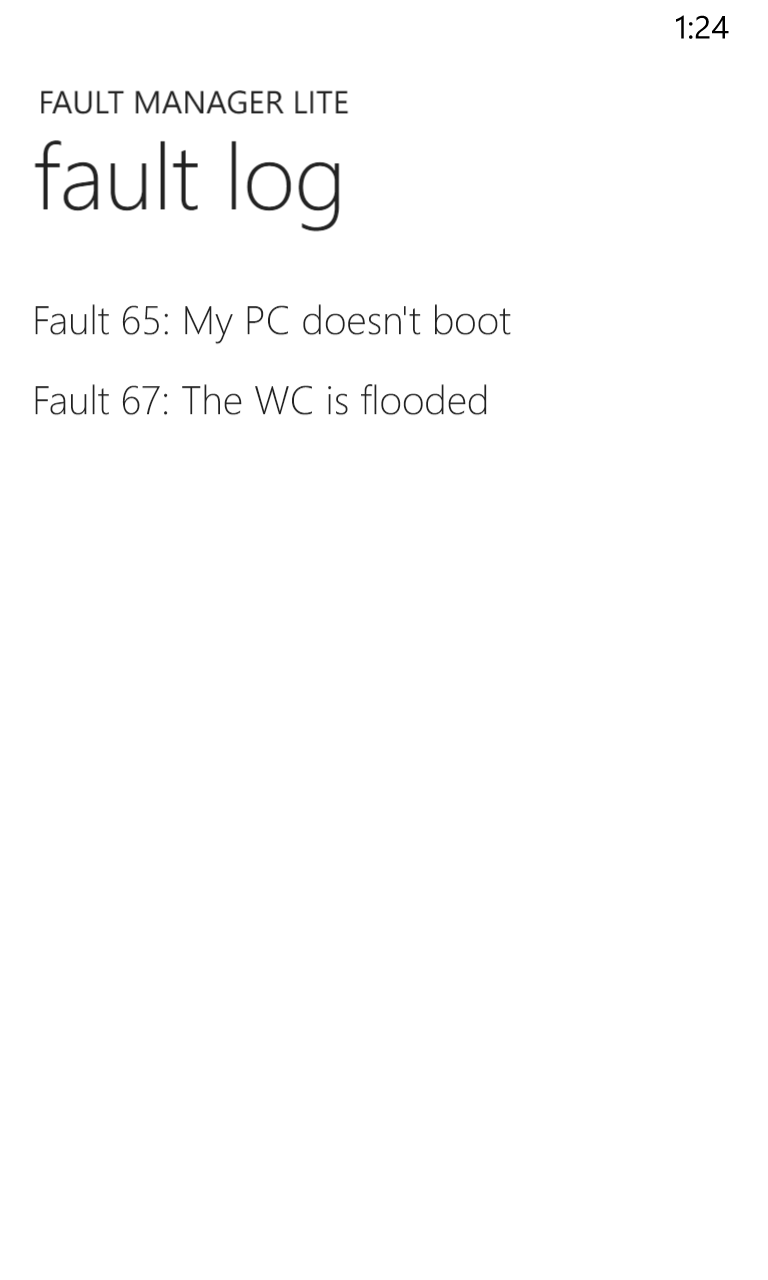 1:24
FAULT MANAGER LITE
fault log
Fault 65: My PC doesn't boot
Fault 67: The WC is flooded